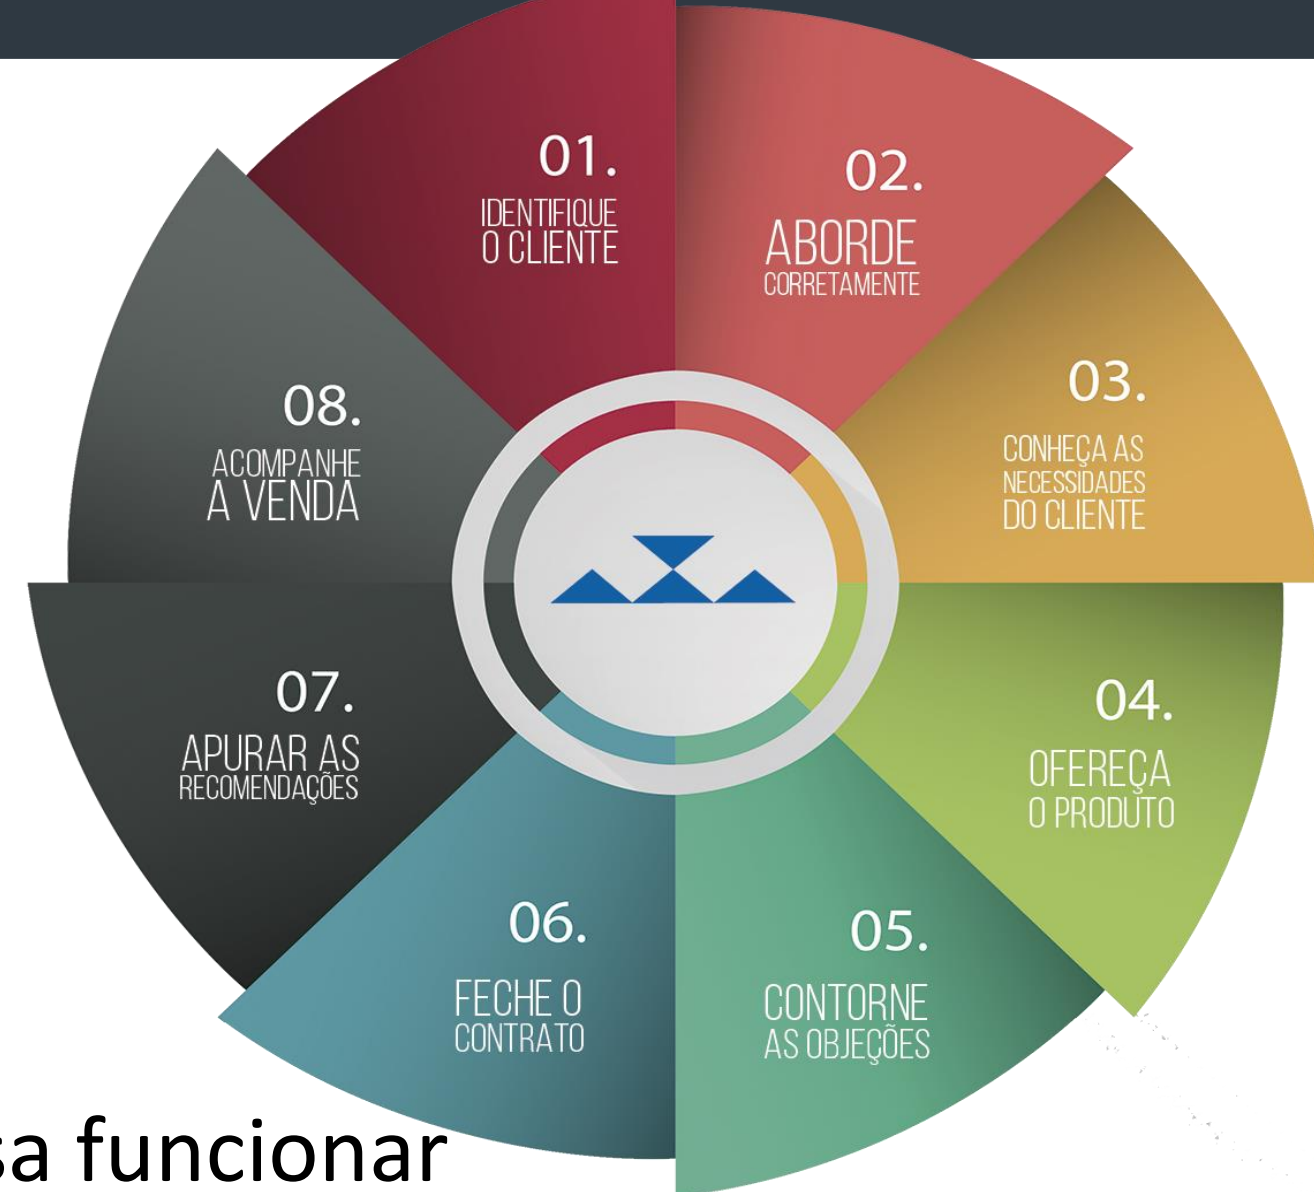 01.
IDENTIFIQUE
O CLIENTE
02.
ABORDE
CORRETAMENTE
03.
CONHEÇA AS
NECESSIDADES
DO CLIENTE
04.
OFEREÇA
O PRODUTO
05.
CONTORNE
AS OBJEÇÕES
06.
FECHE O
CONTRATO
07.
APURAR AS
RECOMENDAÇÕES
08.
ACOMPANHE
A VENDA
funcionar